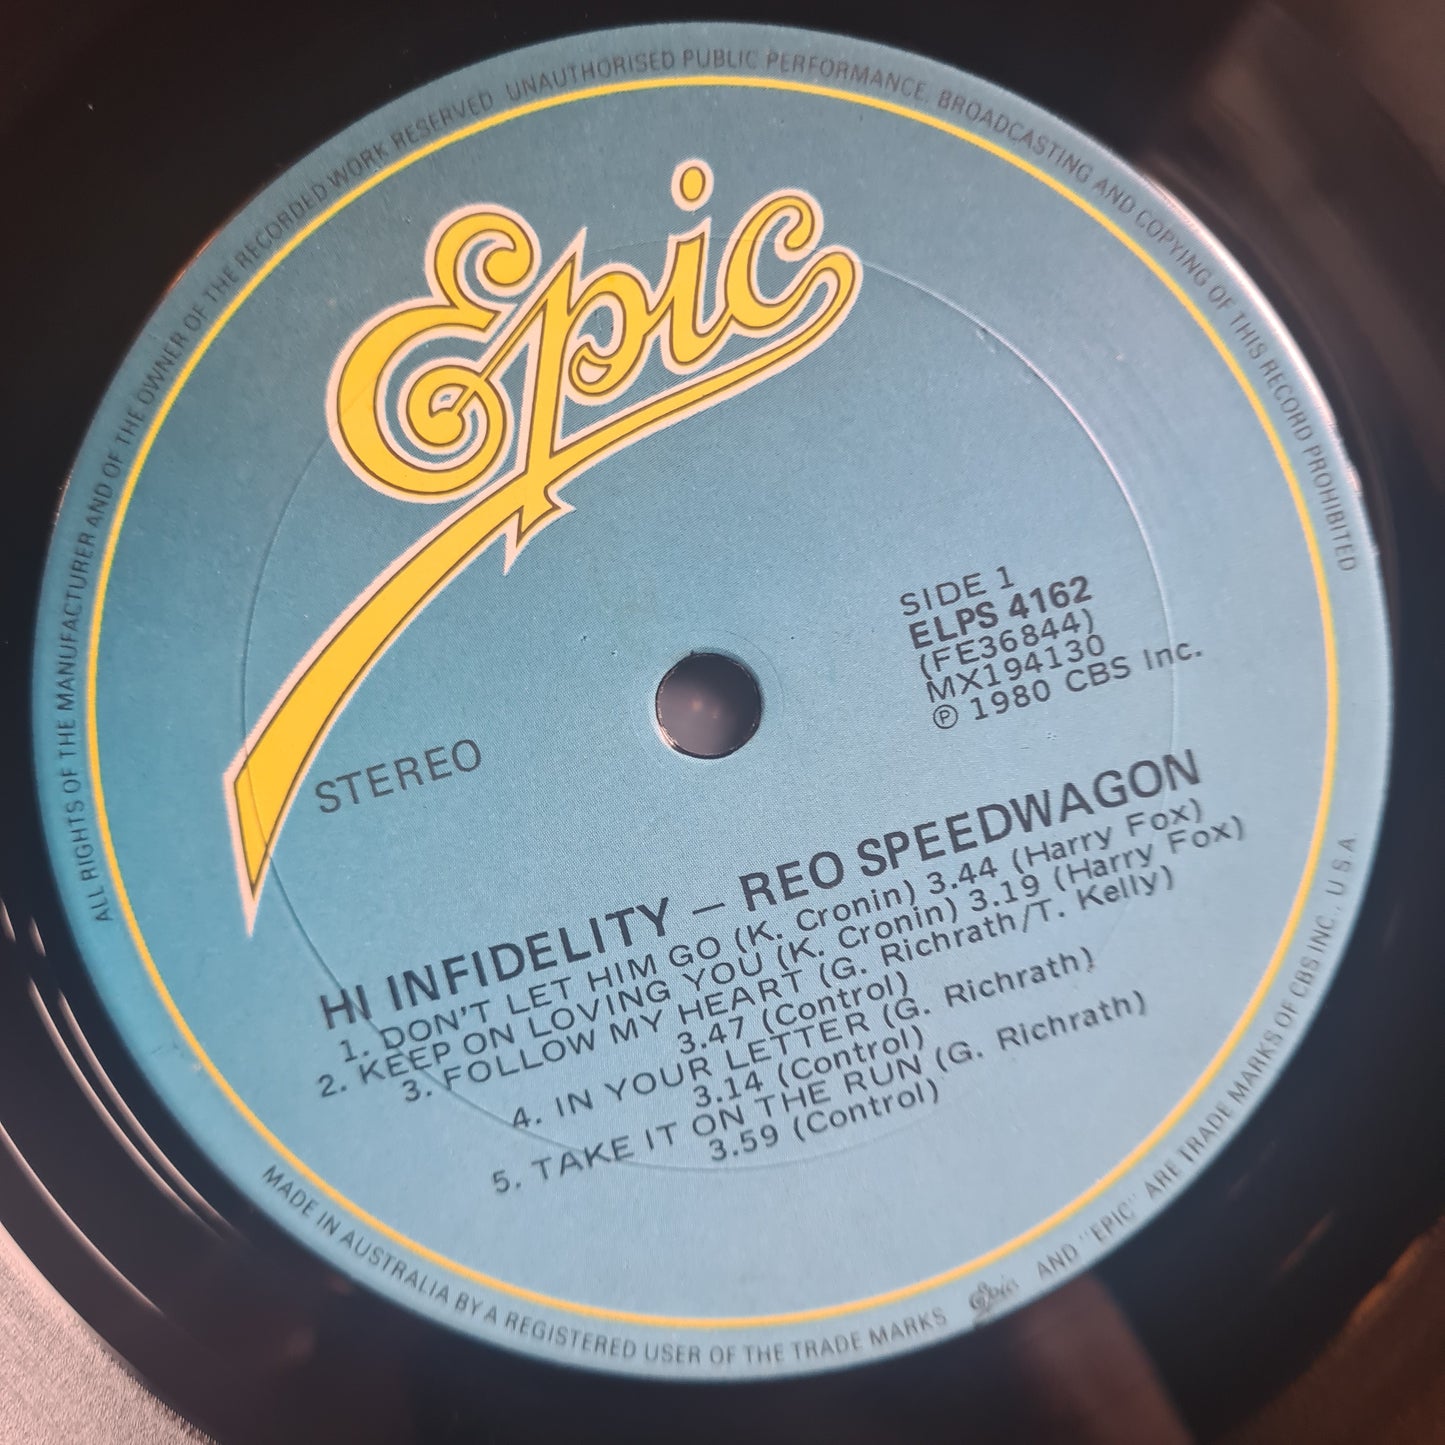 ALL RIGHTS OF THE MANUFACTURER AND OF THE OWNER OF THE RECORDED WORK RESERVED UNAUTHORISED PUBLIC PERFORMANCE, BROADCASTING AND COPYING OF THIS RECORD PROHIBITED
Epic
SIDE 1
ELPS 4162
(FE36844)
MX194130
℗ 1980 CBS Inc.
STEREO
HI INFIDELITY – REO SPEEDWAGON
1. DON'T LET HIM GO (K. Cronin) 3.44 (Harry Fox)
2. KEEP ON LOVING YOU (K. Cronin) 3.19 (Harry Fox)
3. FOLLOW MY HEART (G. Richrath/T. Kelly)
3.47 (Control)
4. IN YOUR LETTER (G. Richrath)
3.14 (Control)
5. TAKE IT ON THE RUN (G. Richrath)
3.59 (Control)
MADE IN AUSTRALIA BY A REGISTERED USER OF THE TRADE MARKS Epic AND "EPIC" ARE TRADE MARKS OF CBS INC., U.S.A.